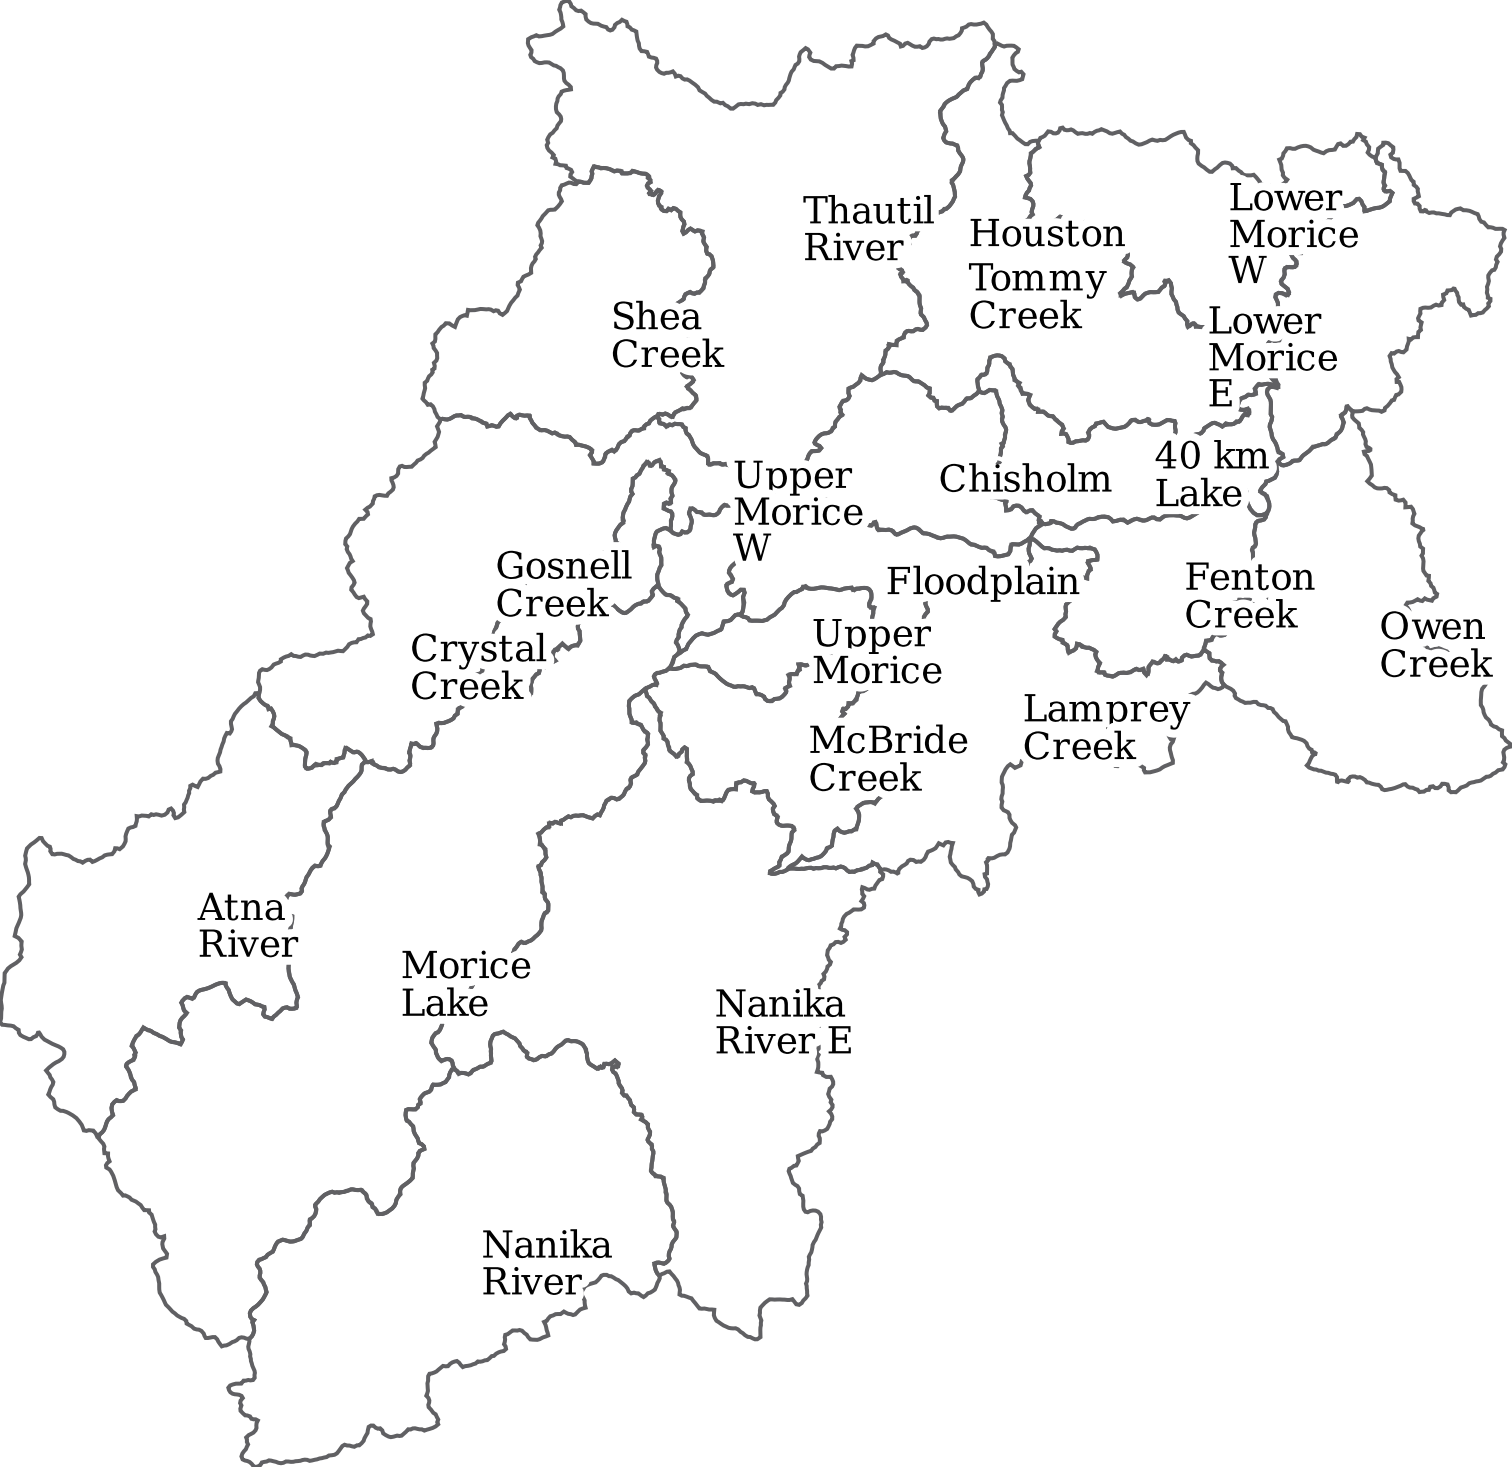 Thautil
River
Houston
Tommy
Creek
Lower
Morice
W
Lower
Morice
E
Shea
Creek
Upper
Morice
W
Chisholm
40 km
Lake
Gosnell
Creek
Floodplain
Fenton
Creek
Crystal
Creek
Upper
Morice
Owen
Creek
McBride
Creek
Lamprey
Creek
Atna
River
Morice
Lake
Nanika
River E
Nanika
River